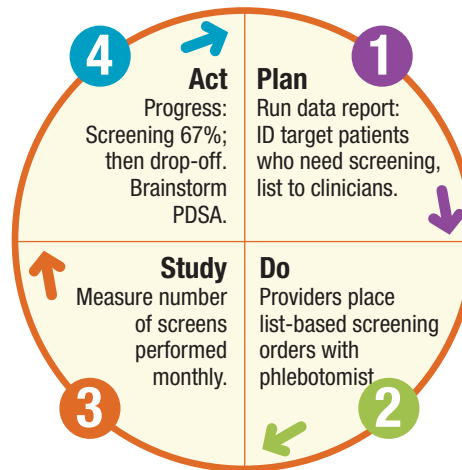 1
Plan
Run data report:
ID target patients
who need screening,
list to clinicians.
2
Do
Providers place
list-based screening
orders with
phlebotomist
3
Study
Measure number
of screens
performed
monthly.
4
Act
Progress:
Screening 67%;
then drop-off.
Brainstorm
PDSA.